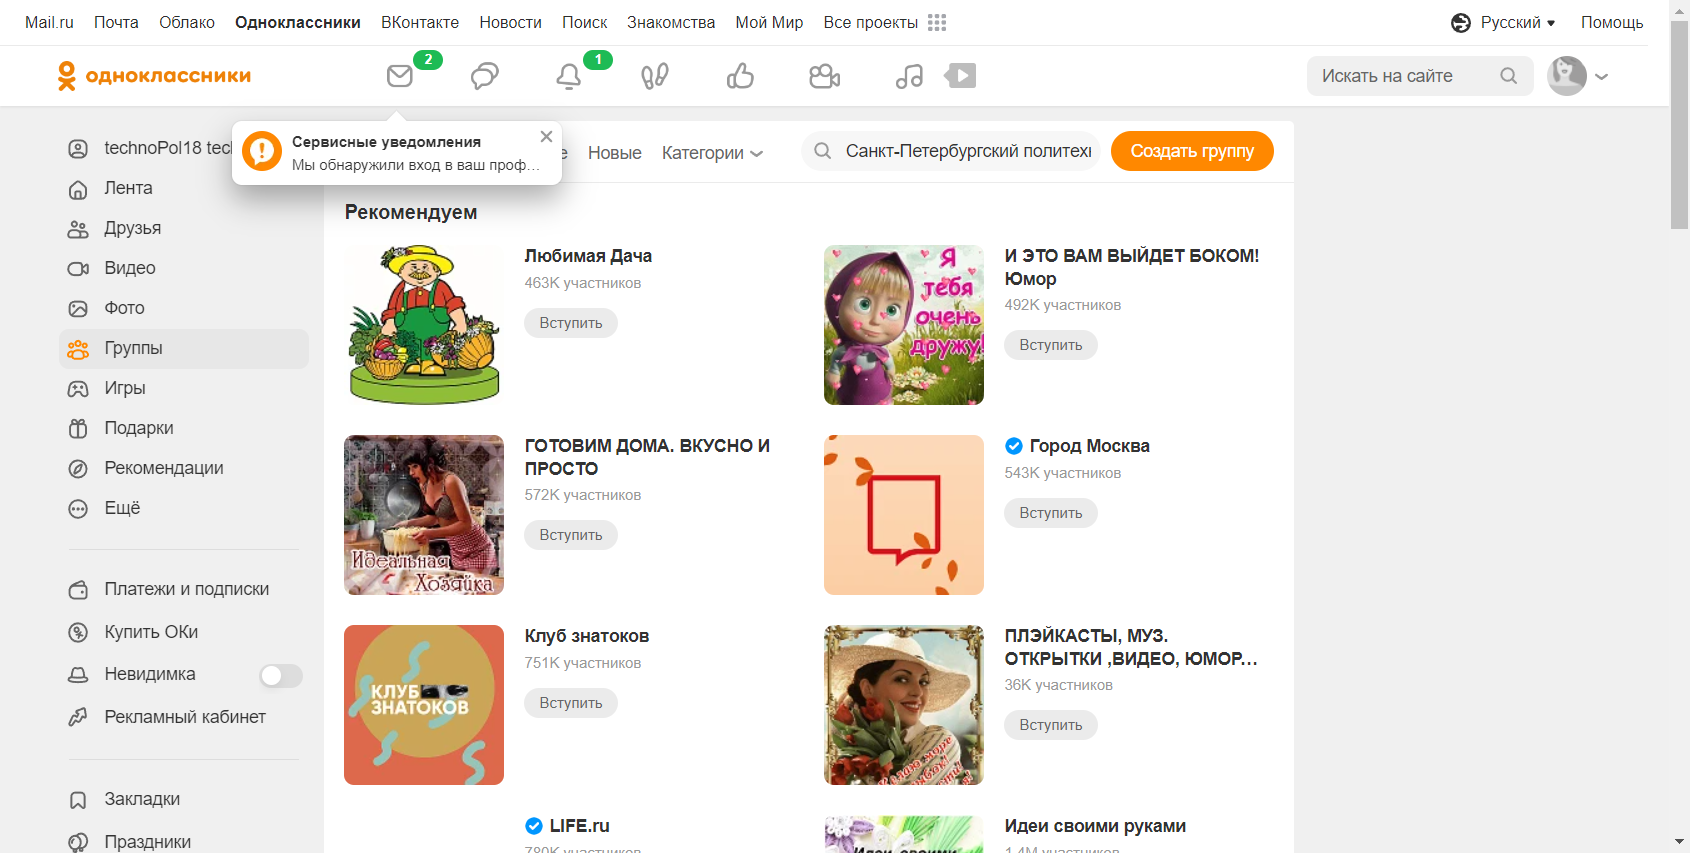 Mail.ru Почта Облако Одноклассники ВКонтакте Новости Поиск Знакомства Мой Мир Все проекты Русский Помощь
одноклассники 2 1 Искать на сайте
technoPol18
Лента
Друзья
Видео
Фото
Группы
Игры
Подарки
Рекомендации
Ещё
Платежи и подписки
Купить ОКи
Невидимка
Рекламный кабинет
Закладки
Праздники
Сервисные уведомления
Мы обнаружили вход в ваш проф...
Новые Категории Санкт-Петербургский Создать группу
Рекомендуем
Любимая Дача
463K участников
Вступить
Я
тебя
очень
дружу!
И ЭТО ВАМ ВЫЙДЕТ БОКОМ!
Юмор
492K участников
Вступить
Идеальная
Хозяйка
ГОТОВИМ ДОМА. ВКУСНО И
ПРОСТО
572K участников
Вступить
Город Москва
543K участников
Вступить
КЛУБ
ЗНАТОКОВ
Клуб знатоков
751K участников
Вступить
ПЛЭЙКАСТЫ, МУЗ.
ОТКРЫТКИ ,ВИДЕО, ЮМОР...
36K участников
Вступить
LIFE.ru
780K участников
Идеи своими руками
1.4M участников